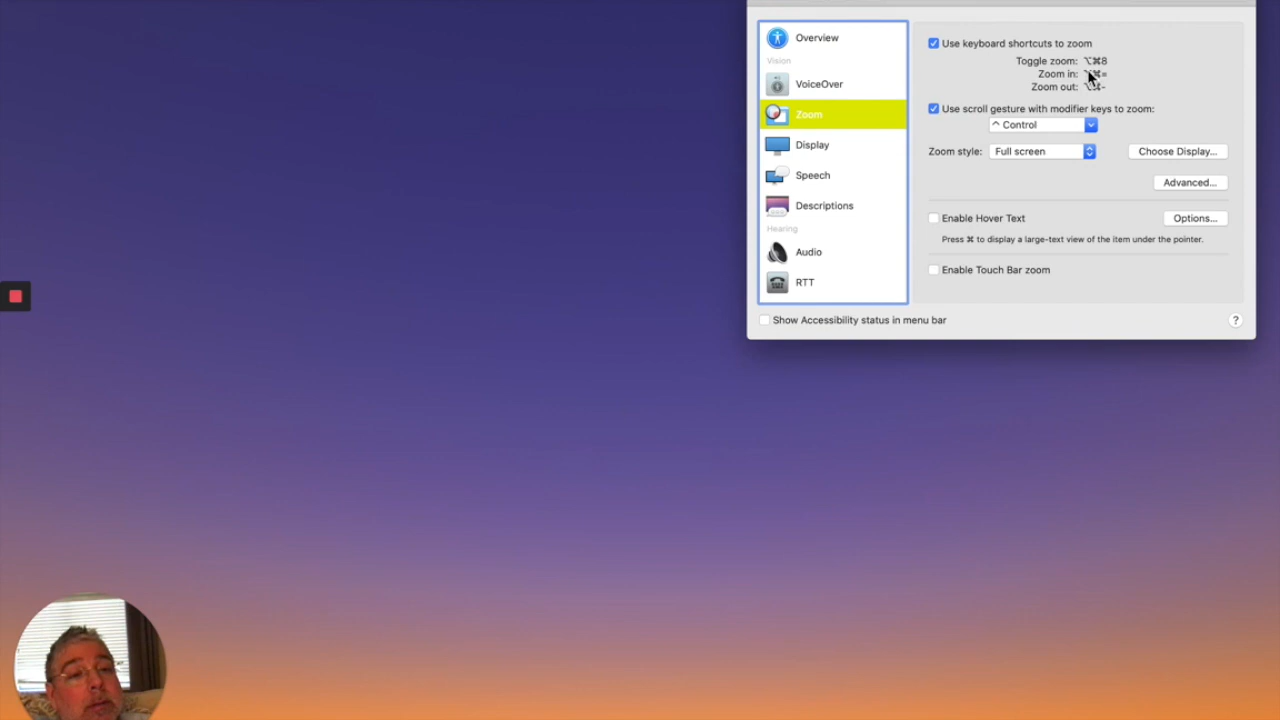 Overview
Vision
VoiceOver
Zoom
Display
Speech
Descriptions
Hearing
Audio
RTT
Use keyboard shortcuts to zoom
Toggle zoom: ⌥⌘8
Zoom in: ⌘=
Zoom out: ⌥⌘-
Use scroll gesture with modifier keys to zoom:
^ Control
Zoom style: Full screen Choose Display...
Advanced...
Enable Hover Text Options...
Press ⌘ to display a large-text view of the item under the pointer.
Enable Touch Bar zoom
Show Accessibility status in menu bar ?